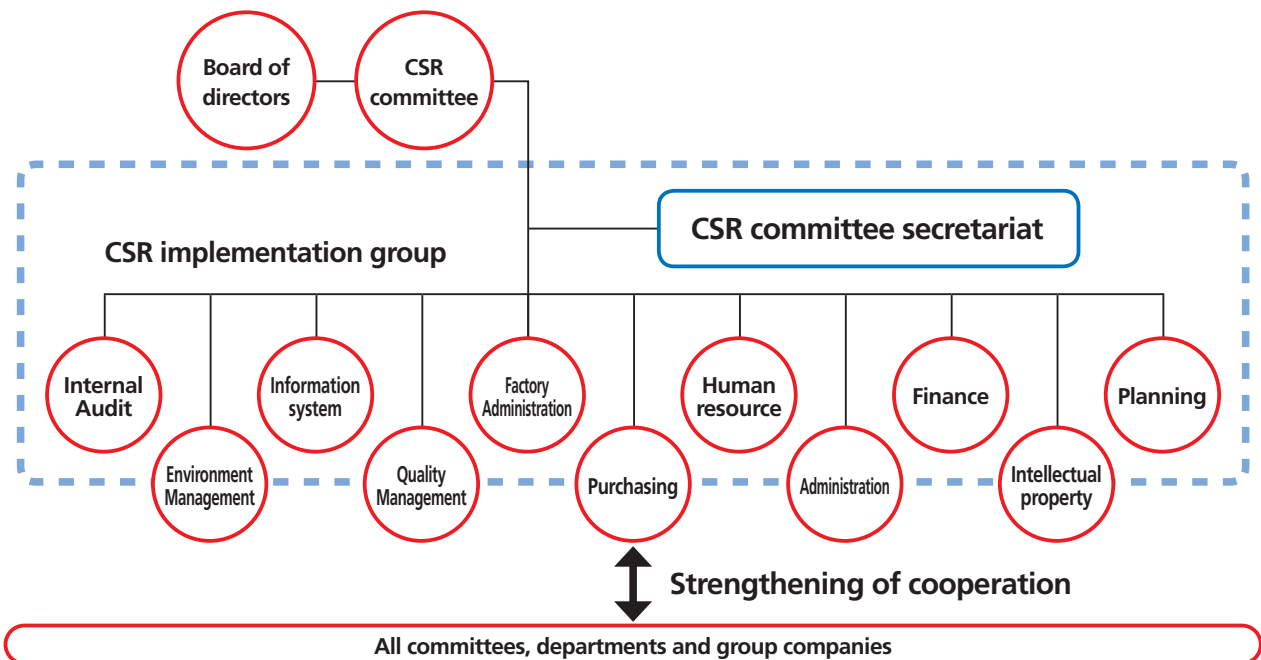 Board of
directors
CSR
committee
CSR committee secretariat
CSR implementation group
Internal
Audit
Environment
Management
Information
system
Quality
Management
Factory
Administration
Purchasing
Human
resource
Administration
Finance
Intellectual
property
Planning
Strengthening of cooperation
All committees, departments and group companies